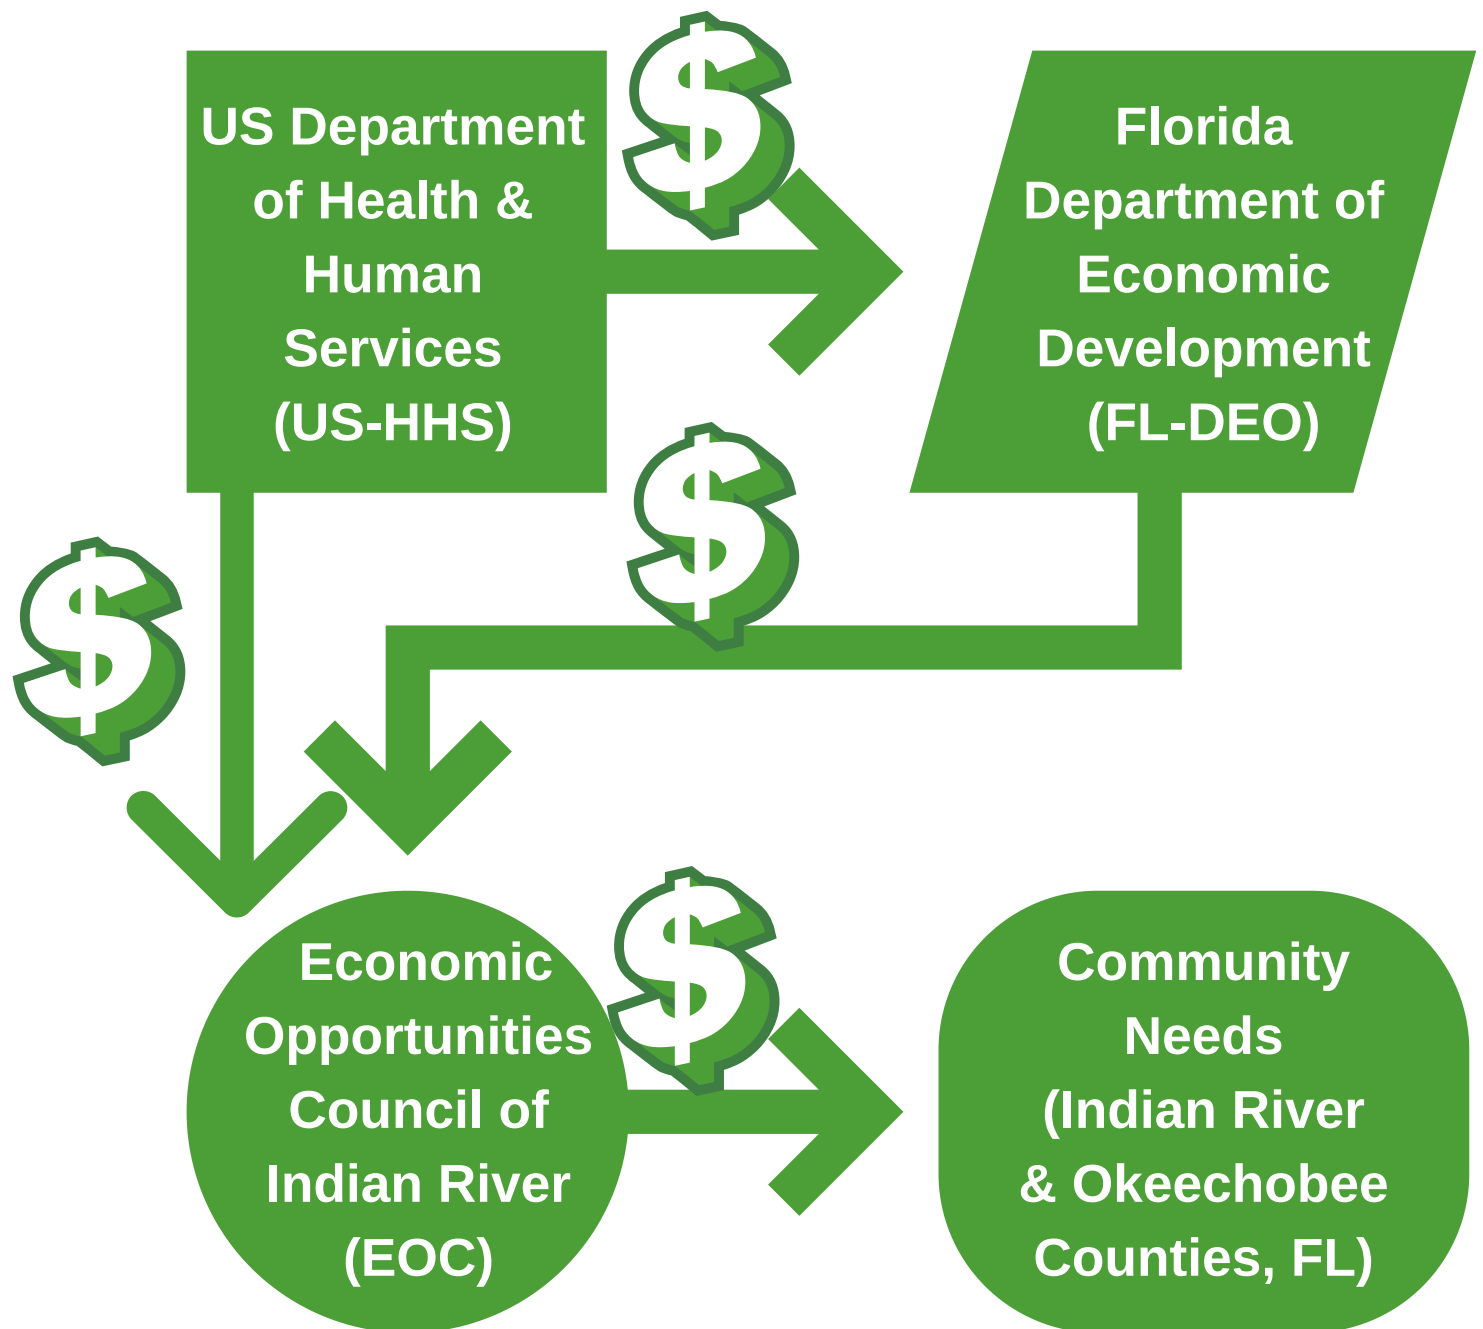 US Department
of Health &
Human
Services
(US-HHS)
Florida
Department of
Economic
Development
(FL-DEO)
Economic
Opportunities
Council of
Indian River
(EOC)
Community
Needs
(Indian River
& Okeechobee
Counties, FL)
$
$
$
$